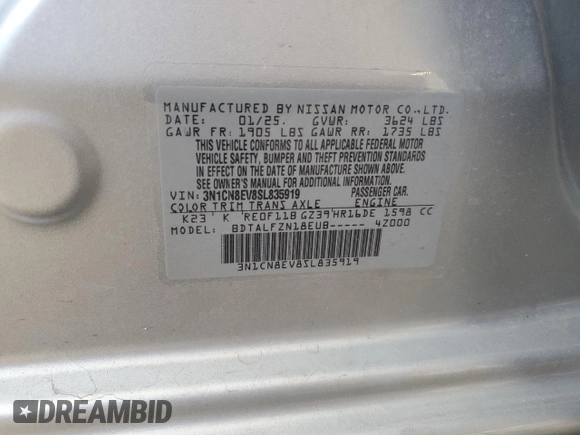 MANUFACTURED BY NISSAN MOTOR CO.,LTD.
DATE: 01/25. GVWR: 3624 LBS
GAWR FR: 1905 LBS GAWR RR: 1735 LBS
THIS VEHICLE CONFORMS TO ALL APPLICABLE FEDERAL MOTOR
VEHICLE SAFETY, BUMPER AND THEFT PREVENTION STANDARDS
IN EFFECT ON THE DATE OF MANUFACTURE SHOWN ABOVE.
SEE OWNER'S MANUAL FOR ADDITIONAL INFORMATION
VIN: 3N1CN8EV8SL835919 PASSENGER CAR.
COLOR TRIM TRANS AXLE ENGINE
K23 K RE0F11B GZ39 HR16DE 1598 CC
MODEL: BDTALFZN18EUB----- 4Z000
3N1CN8EV8SL835919
DREAMBID